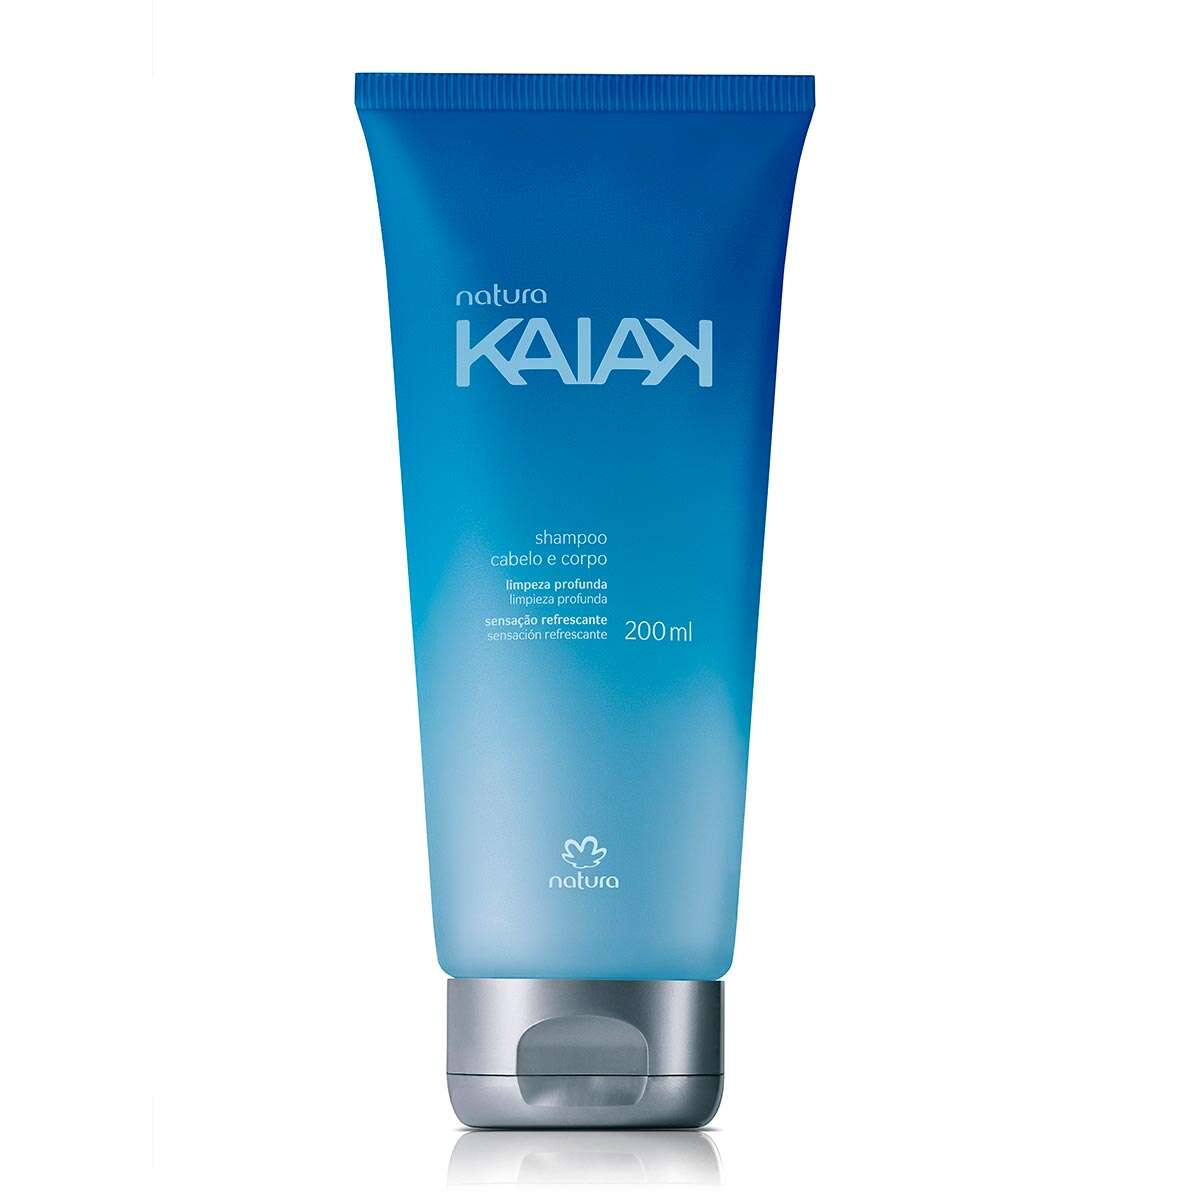 natura
KAIAK
shampoo
cabelo e corpo
limpeza profunda
limpieza profunda
sensação refrescante
sensación refrescante
200 ml
natura